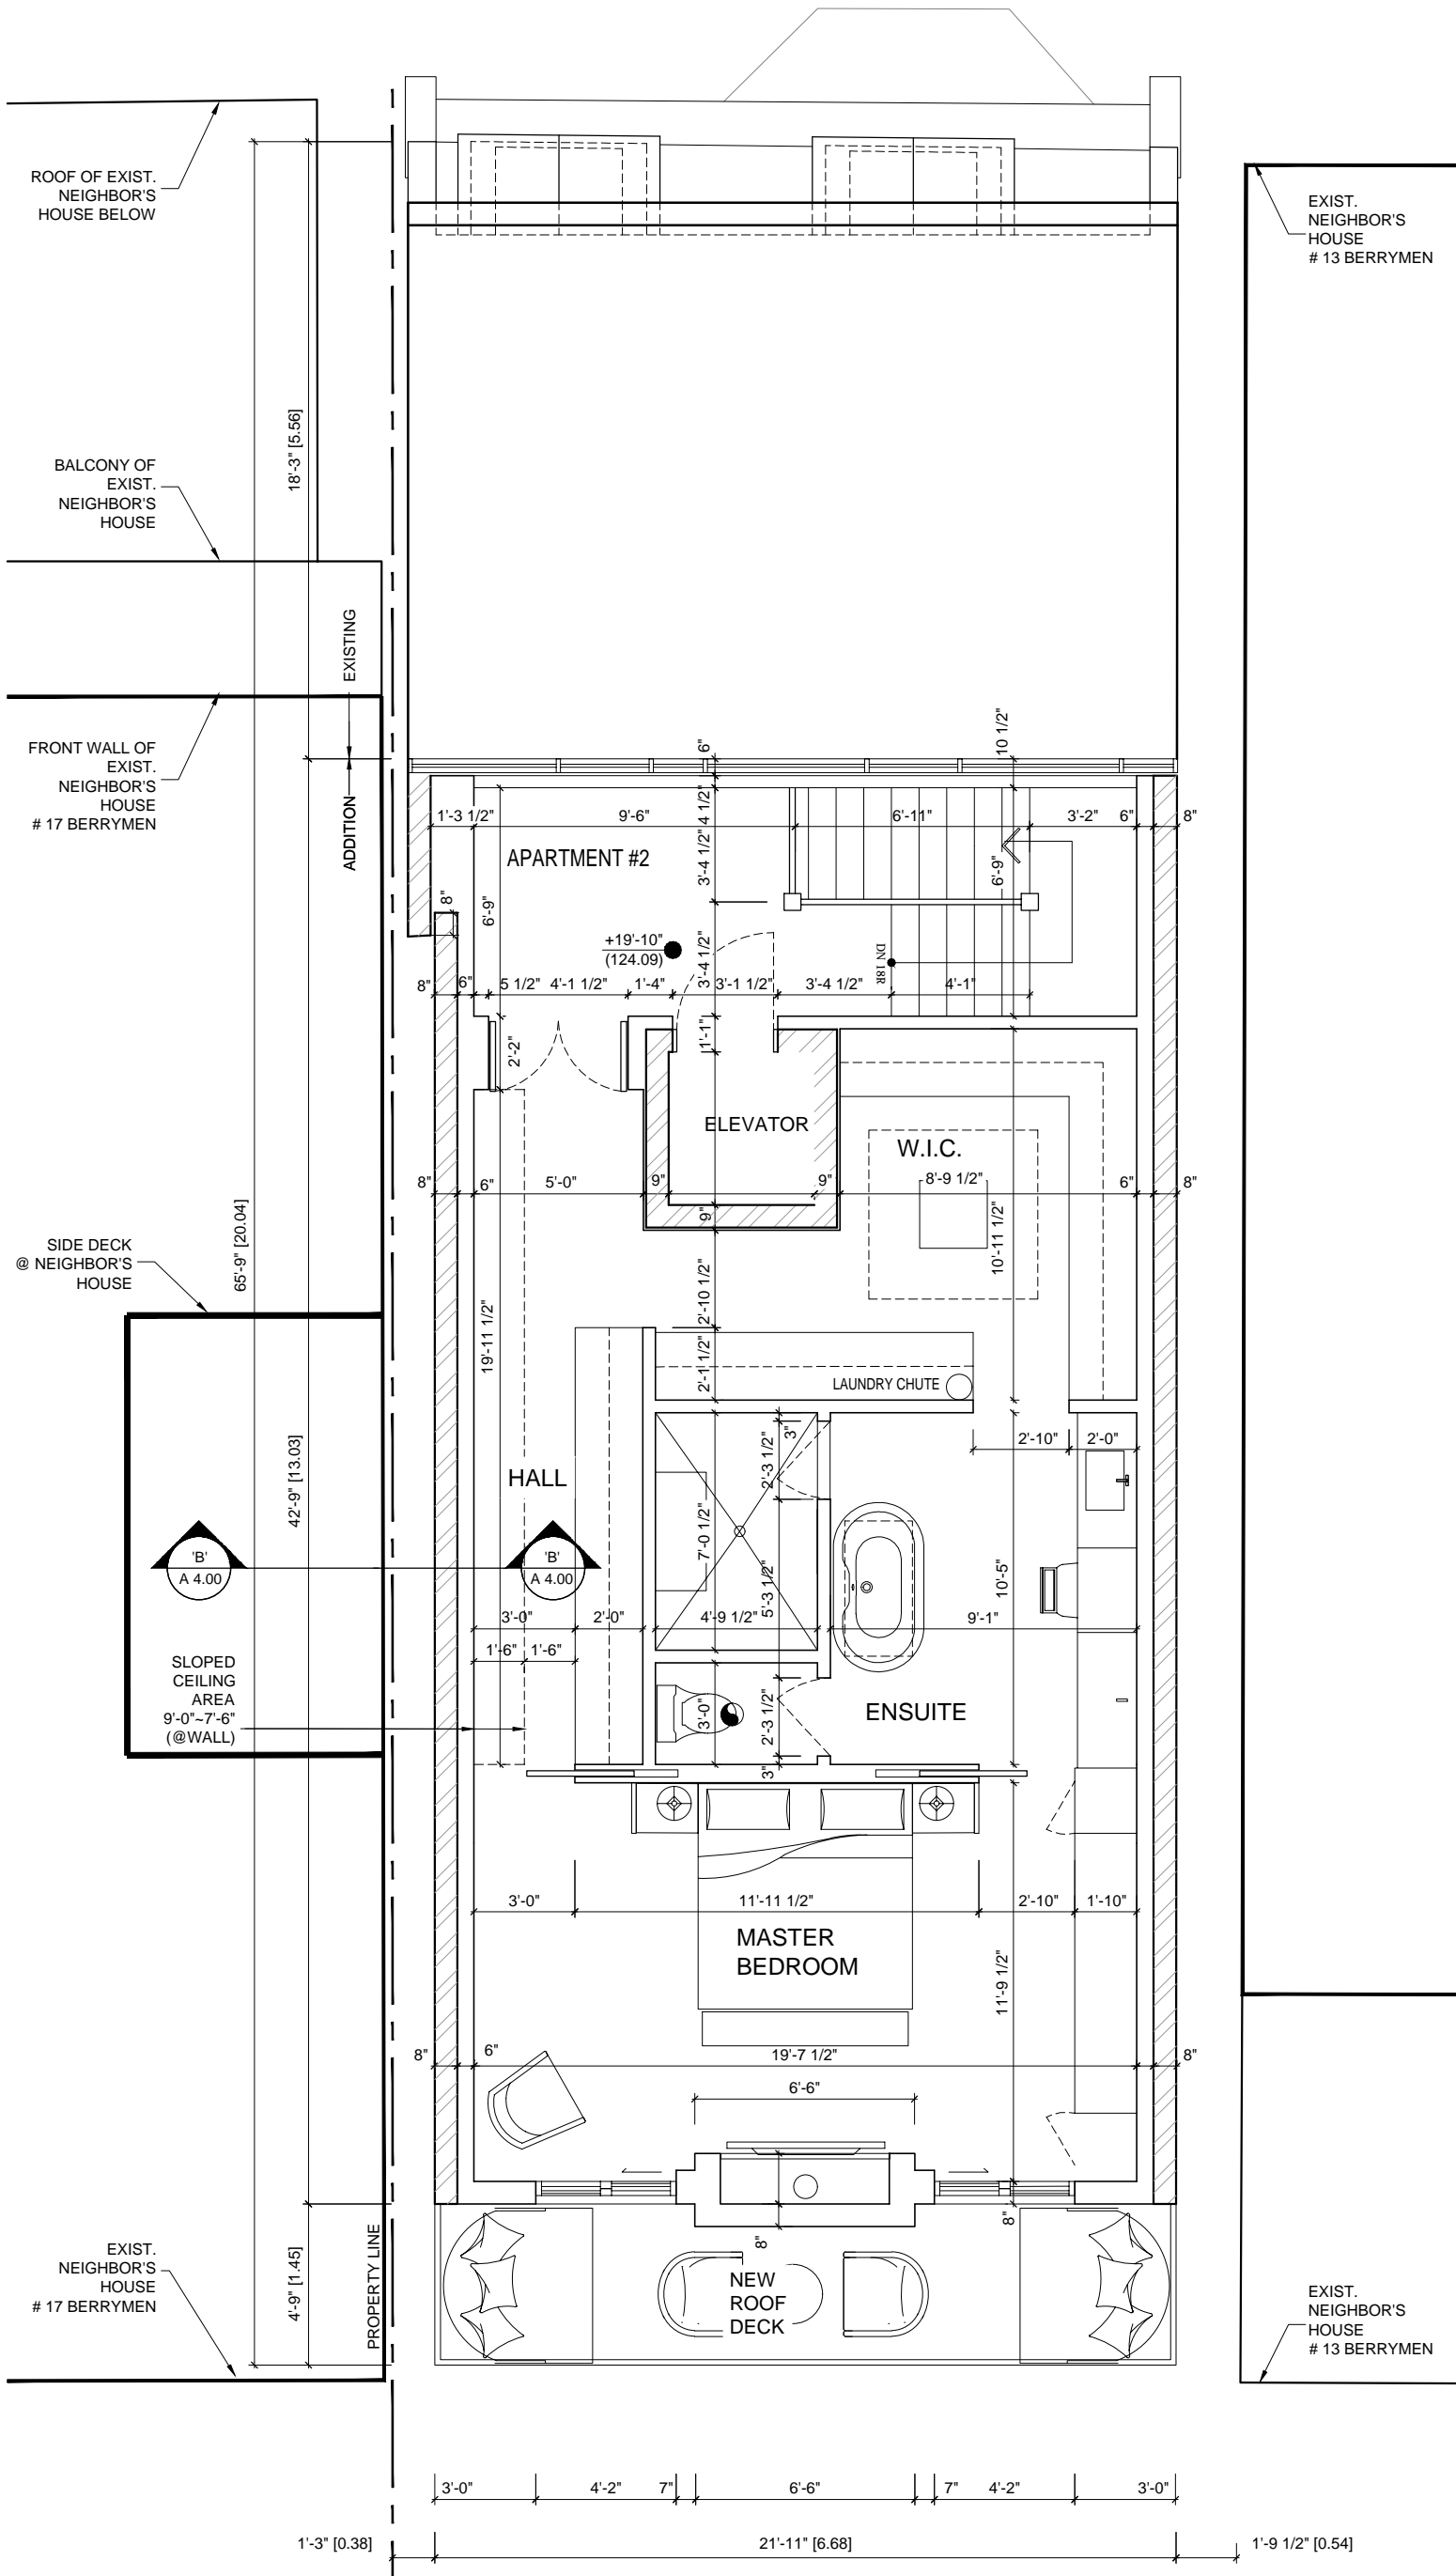 ROOF OF EXIST.
NEIGHBOR'S
HOUSE BELOW
EXIST.
NEIGHBOR'S
HOUSE
# 13 BERRYMEN
18'-3" [5.56]
BALCONY OF
EXIST.
NEIGHBOR'S
HOUSE
EXISTING
ADDITION
FRONT WALL OF
EXIST.
NEIGHBOR'S
HOUSE
# 17 BERRYMEN
6"
10 1/2"
1'-3 1/2"
9'-6"
4 1/2"
6'-11"
3'-2"
6"
8"
APARTMENT #2
3'-4 1/2"
6'-9"
8"
6'-9"
+19'-10"
(124.09)
3'-4 1/2"
DN 18R
8"
6"
5 1/2"
4'-1 1/2"
1'-4"
3'-1 1/2"
3'-4 1/2"
4'-1"
2'-2"
1'-1"
ELEVATOR
W.I.C.
8"
6"
5'-0"
9"
9"
8'-9 1/2"
6"
8"
9"
10'-11 1/2"
65'-9" [20.04]
SIDE DECK
@ NEIGHBOR'S
HOUSE
19'-11 1/2"
2'-10 1/2"
2'-1 1/2"
LAUNDRY CHUTE
3"
2'-10"
2'-0"
2'-3 1/2"
HALL
42'-9" [13.03]
7'-0 1/2"
'B'
A 4.00
'B'
A 4.00
5'-3 1/2"
10'-5"
3'-0"
2'-0"
4'-9 1/2"
9'-1"
1'-6"
1'-6"
SLOPED
CEILING
AREA
9'-0"~7'-6"
(@WALL)
3'-0"
2'-3 1/2"
ENSUITE
3"
3'-0"
11'-11 1/2"
2'-10"
1'-10"
MASTER
BEDROOM
11'-9 1/2"
8"
6"
19'-7 1/2"
8"
6'-6"
8"
8"
EXIST.
NEIGHBOR'S
HOUSE
# 17 BERRYMEN
4'-9" [1.45]
PROPERTY LINE
NEW
ROOF
DECK
EXIST.
NEIGHBOR'S
HOUSE
# 13 BERRYMEN
3'-0"
4'-2"
7"
6'-6"
7"
4'-2"
3'-0"
1'-3" [0.38]
21'-11" [6.68]
1'-9 1/2" [0.54]